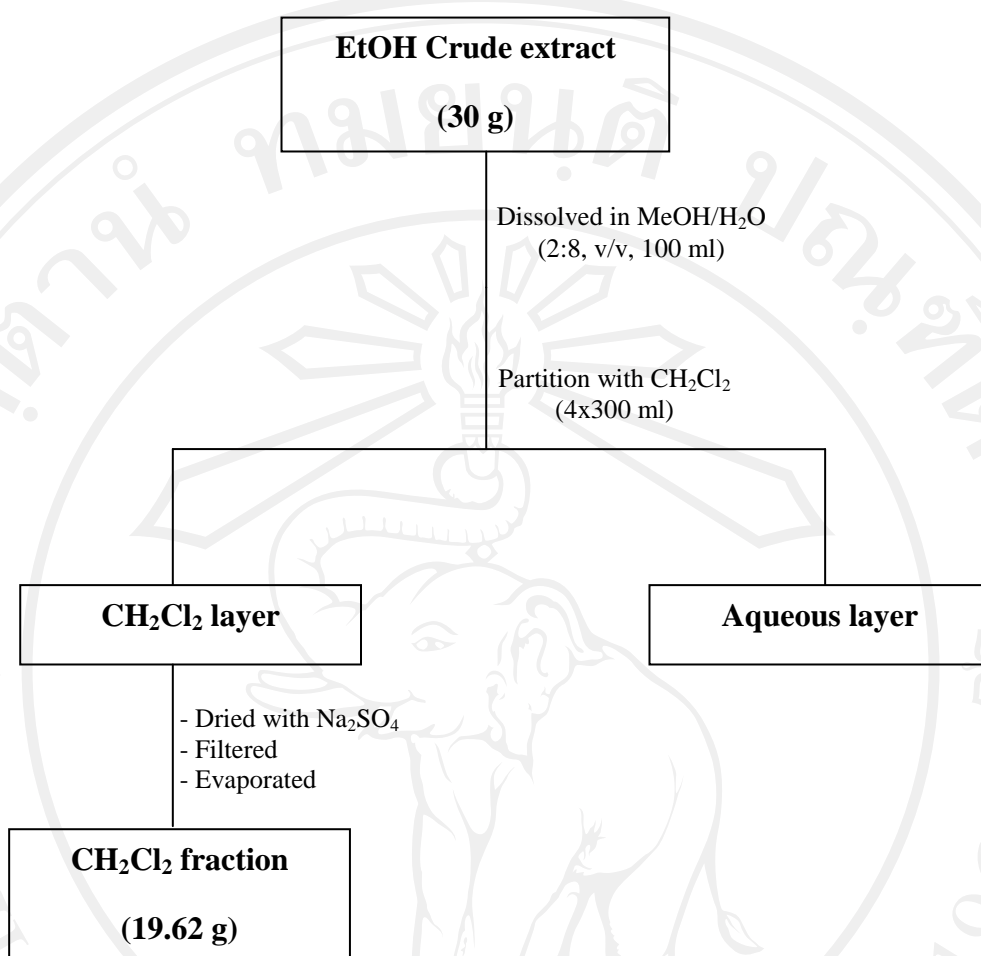 EtOH Crude extract
(30 g)
Dissolved in MeOH/H₂O
(2:8, v/v, 100 ml)
Partition with CH₂Cl₂
(4x300 ml)
CH₂Cl₂ layer
Aqueous layer
- Dried with Na₂SO₄
- Filtered
- Evaporated
CH₂Cl₂ fraction
(19.62 g)